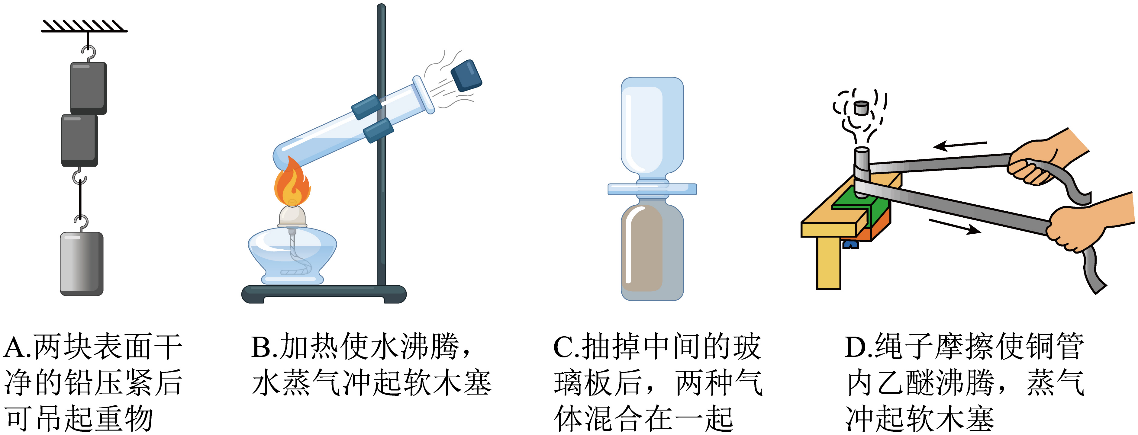 A.两块表面干
净的铅压紧后
可吊起重物
B.加热使水沸腾，
水蒸气冲起软木塞
C.抽掉中间的玻
璃板后，两种气
体混合在一起
D.绳子摩擦使铜管
内乙醚沸腾，蒸气
冲起软木塞